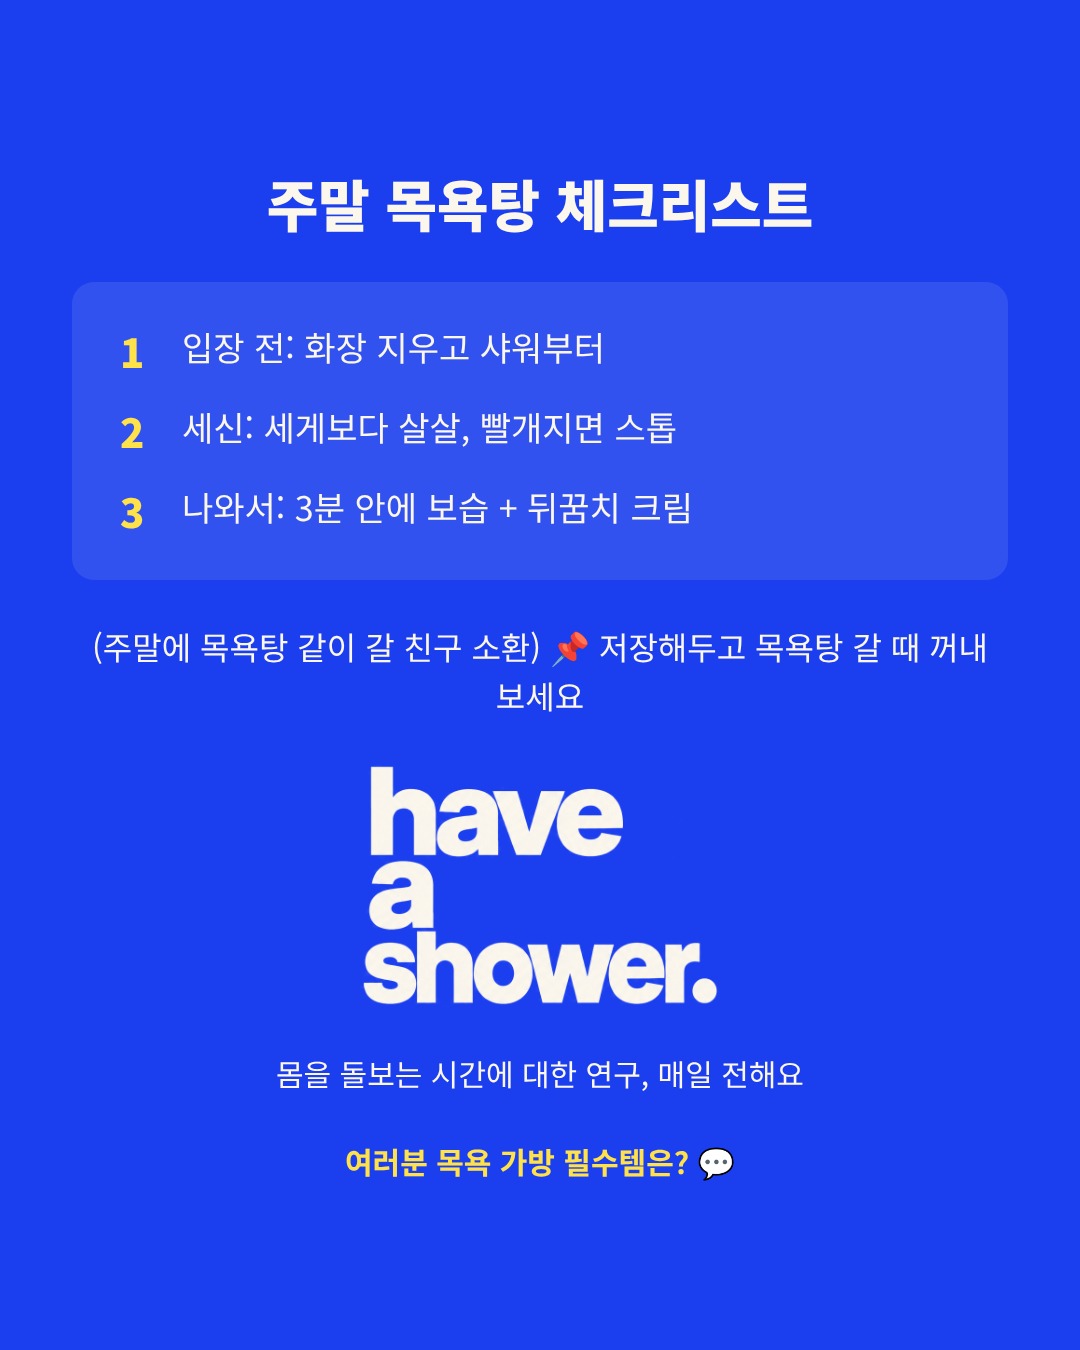 주말 목욕탕 체크리스트
1 입장 전: 화장 지우고 샤워부터
2 세신: 세게보다 살살, 빨개지면 스톱
3 나와서: 3분 안에 보습 + 뒤꿈치 크림
(주말에 목욕탕 같이 갈 친구 소환) 📌 저장해두고 목욕탕 갈 때 꺼내
보세요
have
a
shower.
몸을 돌보는 시간에 대한 연구, 매일 전해요
여러분 목욕 가방 필수템은? 💬